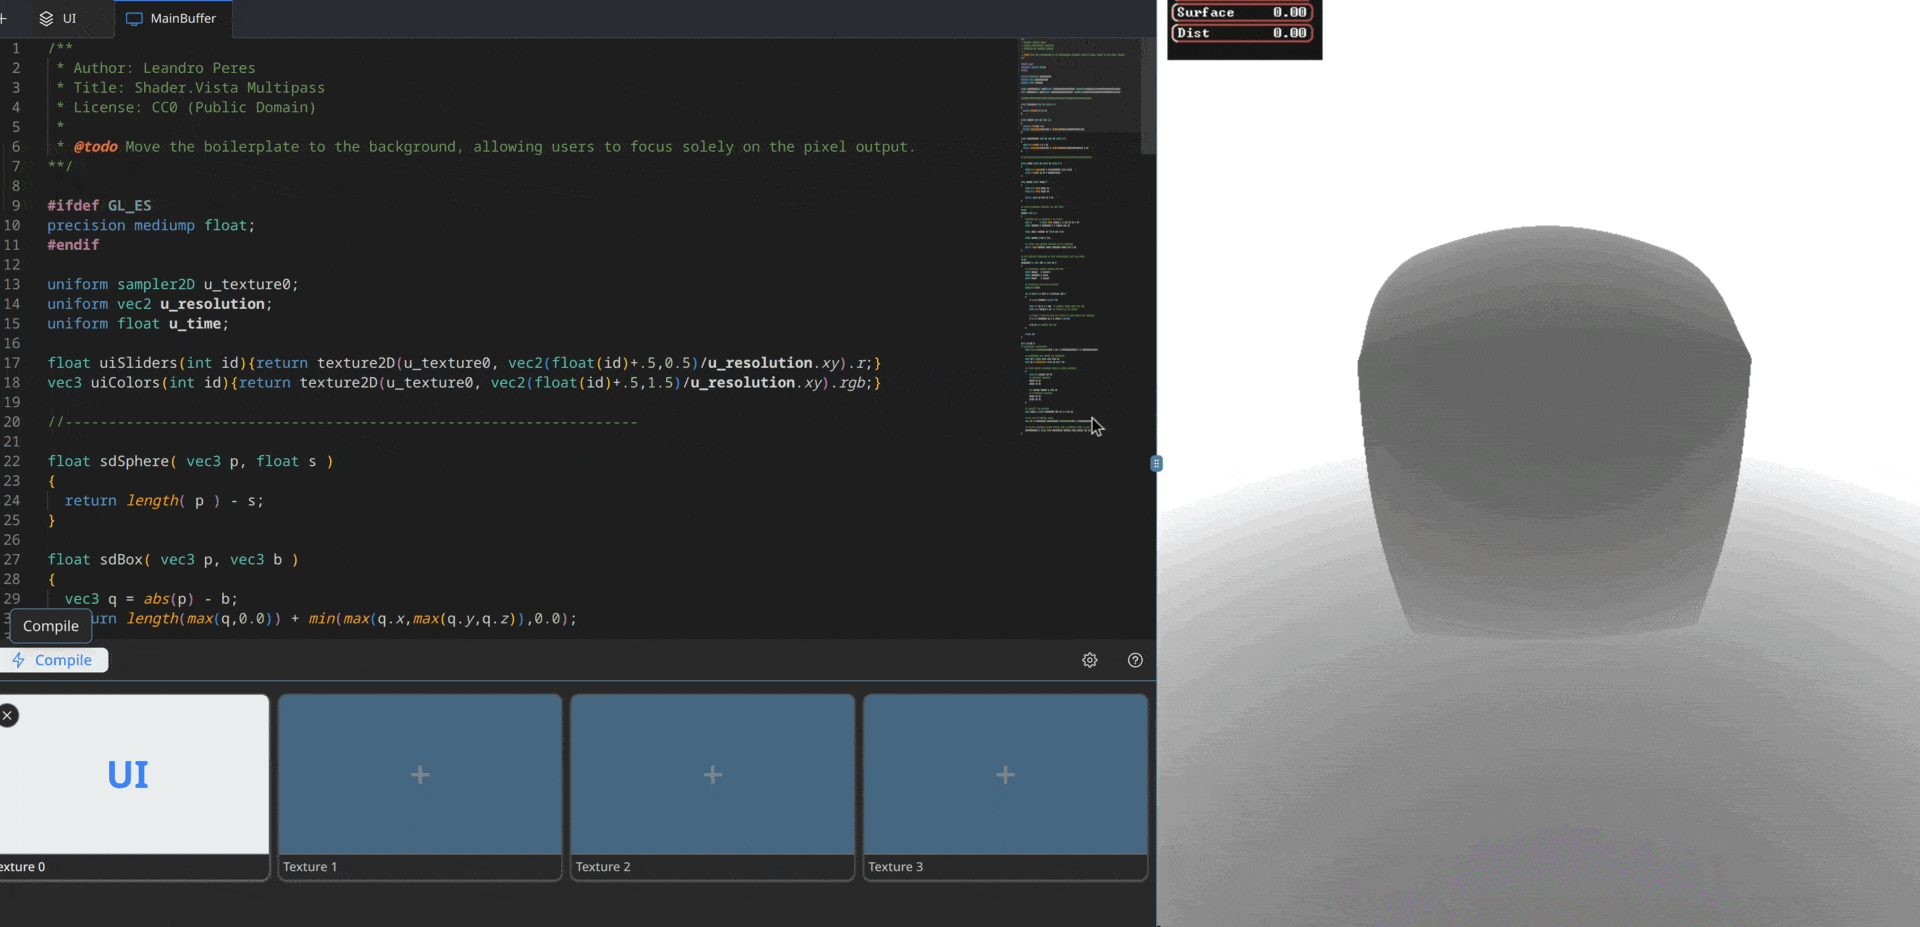 UI
MainBuffer
1 /**
2 * Author: Leandro Peres
3 * Title: Shader.Vista Multipass
4 * License: CC0 (Public Domain)
5 *
6 * @todo Move the boilerplate to the background, allowing users to focus solely on the pixel output.
7 **/
8
9 #ifdef GL_ES
10 precision mediump float;
11 #endif
12
13 uniform sampler2D u_texture0;
14 uniform vec2 u_resolution;
15 uniform float u_time;
16
17 float uiSliders(int id){return texture2D(u_texture0, vec2(float(id)+.5,0.5)/u_resolution.xy).r;}
18 vec3 uiColors(int id){return texture2D(u_texture0, vec2(float(id)+.5,1.5)/u_resolution.xy).rgb;}
19
20 //------------------------------------------------------------------
21
22 float sdSphere( vec3 p, float s )
23 {
24 return length( p ) - s;
25 }
26
27 float sdBox( vec3 p, vec3 b )
28 {
29 vec3 q = abs(p) - b;
length(max(q,0.0)) + min(max(q.x,max(q.y,q.z)),0.0);
Compile
Compile
UI
exture 0
Texture 1
Texture 2
Texture 3
Surface 0.00
Dist 0.00